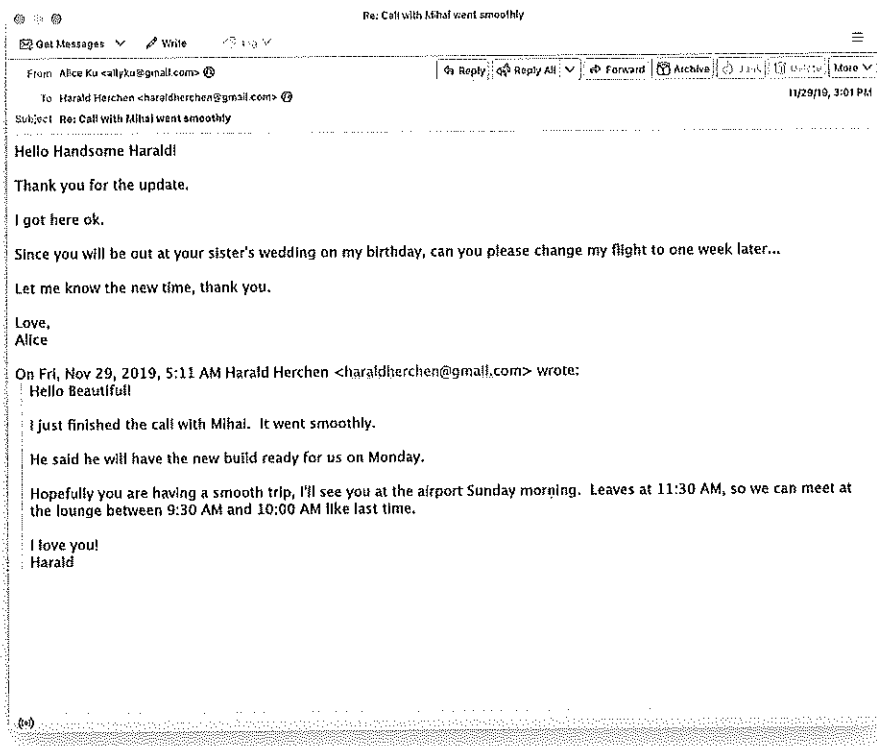 Re: Call with Mihai went smoothly
Get Messages Write Tag
From Alice Ku <allyku@gmail.com>
Reply Reply All Forward Archive Junk Delete More
To Harald Herchen <haraldherchen@gmail.com>
11/29/19, 3:01 PM
Subject Re: Call with Mihai went smoothly
Hello Handsome Harald!
Thank you for the update.
I got here ok.
Since you will be out at your sister's wedding on my birthday, can you please change my flight to one week later...
Let me know the new time, thank you.
Love,
Alice
On Fri, Nov 29, 2019, 5:11 AM Harald Herchen <haraldherchen@gmail.com> wrote:
Hello Beautiful!
I just finished the call with Mihai. It went smoothly.
He said he will have the new build ready for us on Monday.
Hopefully you are having a smooth trip, I'll see you at the airport Sunday morning. Leaves at 11:30 AM, so we can meet at
the lounge between 9:30 AM and 10:00 AM like last time.
I love you!
Harald